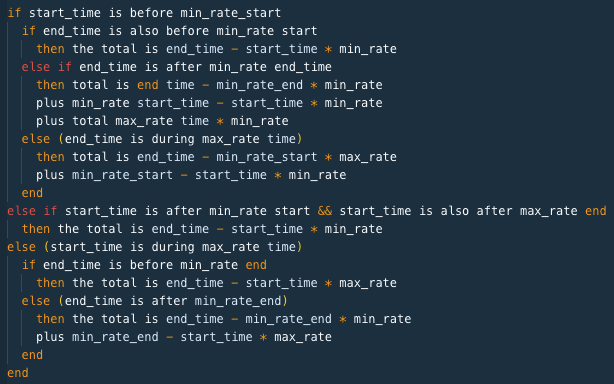 if start_time is before min_rate_start
if end_time is also before min_rate start
then the total is end_time - start_time * min_rate
else if end_time is after min_rate end_time
then total is end time - min_rate_end * min_rate
plus min_rate start_time - start_time * min_rate
plus total max_rate time * min_rate
else (end_time is during max_rate time)
then total is end_time - min_rate_start * max_rate
plus min_rate_start - start_time * min_rate
end
else if start_time is after min_rate start && start_time is also after max_rate end
then the total is end_time - start_time * min_rate
else (start_time is during max_rate time)
if end_time is before min_rate end
then the total is end_time - start_time * max_rate
else (end_time is after min_rate_end)
then the total is end_time - min_rate_end * min_rate
plus min_rate_end - start_time * max_rate
end
end